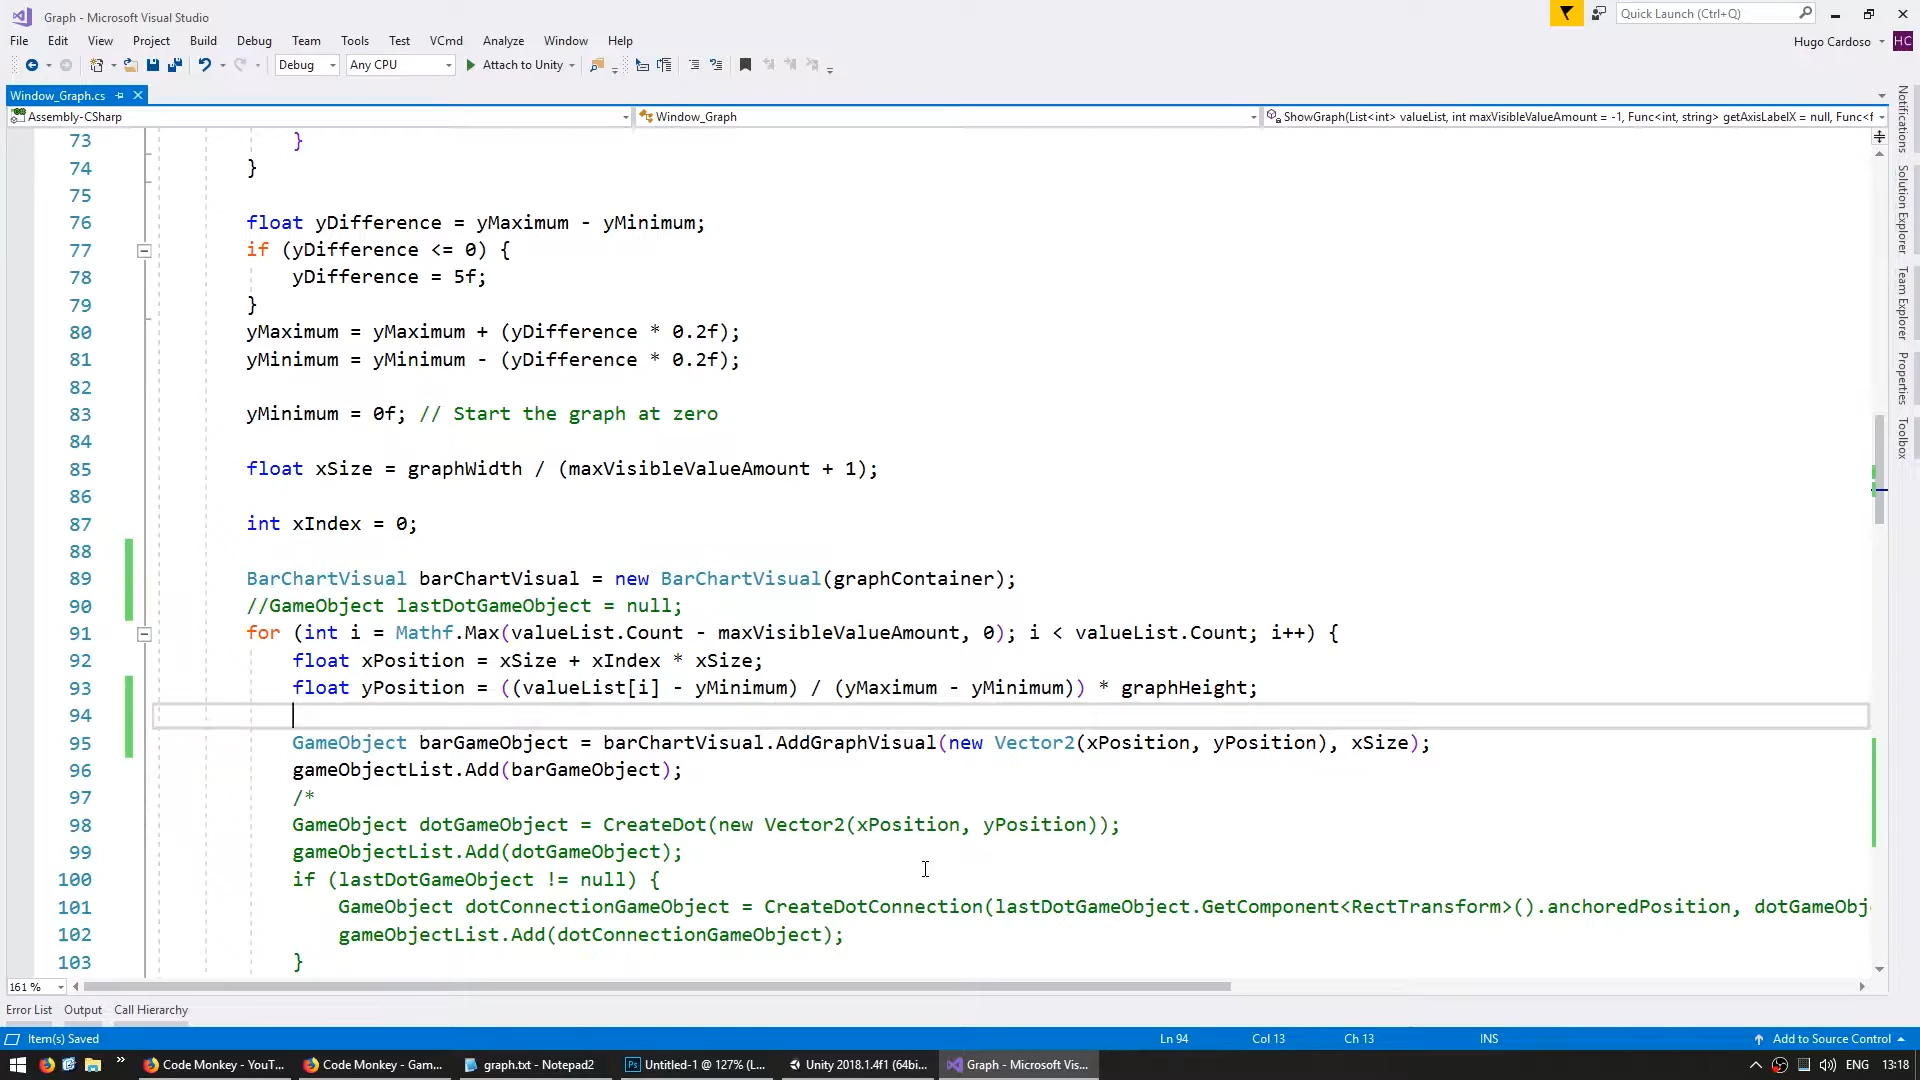 Graph - Microsoft Visual Studio
Quick Launch (Ctrl+Q)
File Edit View Project Build Debug Team Tools Test VCmd Analyze Window Help
Hugo Cardoso HC
Debug Any CPU Attach to Unity
Window_Graph.cs
Assembly-CSharp Window_Graph ShowGraph(List<int> valueList, int maxVisibleValueAmount = -1, Func<int, string> getAxisLabelX = null, Func<f
73 }
74 }
75
76 float yDifference = yMaximum - yMinimum;
77 if (yDifference <= 0) {
78 yDifference = 5f;
79 }
80 yMaximum = yMaximum + (yDifference * 0.2f);
81 yMinimum = yMinimum - (yDifference * 0.2f);
82
83 yMinimum = 0f; // Start the graph at zero
84
85 float xSize = graphWidth / (maxVisibleValueAmount + 1);
86
87 int xIndex = 0;
88
89 BarChartVisual barChartVisual = new BarChartVisual(graphContainer);
90 //GameObject lastDotGameObject = null;
91 for (int i = Mathf.Max(valueList.Count - maxVisibleValueAmount, 0); i < valueList.Count; i++) {
92 float xPosition = xSize + xIndex * xSize;
93 float yPosition = ((valueList[i] - yMinimum) / (yMaximum - yMinimum)) * graphHeight;
94
95 GameObject barGameObject = barChartVisual.AddGraphVisual(new Vector2(xPosition, yPosition), xSize);
96 gameObjectList.Add(barGameObject);
97 /*
98 GameObject dotGameObject = CreateDot(new Vector2(xPosition, yPosition));
99 gameObjectList.Add(dotGameObject);
100 if (lastDotGameObject != null) {
101 GameObject dotConnectionGameObject = CreateDotConnection(lastDotGameObject.GetComponent<RectTransform>().anchoredPosition, dotGameObj
102 gameObjectList.Add(dotConnectionGameObject);
103 }
Notifications
Solution Explorer
Team Explorer
Properties
Toolbox
161 %
Error List Output Call Hierarchy
Item(s) Saved Ln 94 Col 13 Ch 13 INS Add to Source Control
Code Monkey - YouT... Code Monkey - Gam... graph.txt - Notepad2 Untitled-1 @ 127% (L... Unity 2018.1.4f1 (64bi... Graph - Microsoft Vis... ENG 13:18